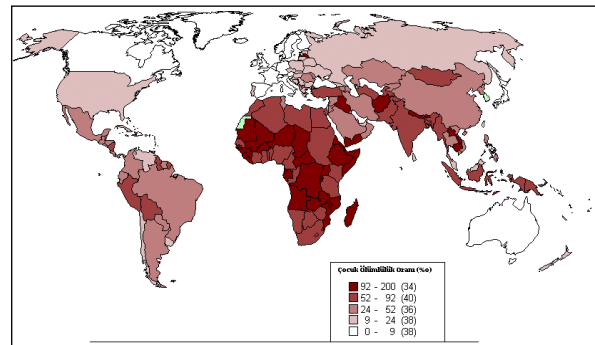 Çocuk Ölümlülük Oranı (%o)
92 - 200 (34)
52 - 92 (40)
24 - 52 (36)
9 - 24 (38)
0 - 9 (38)